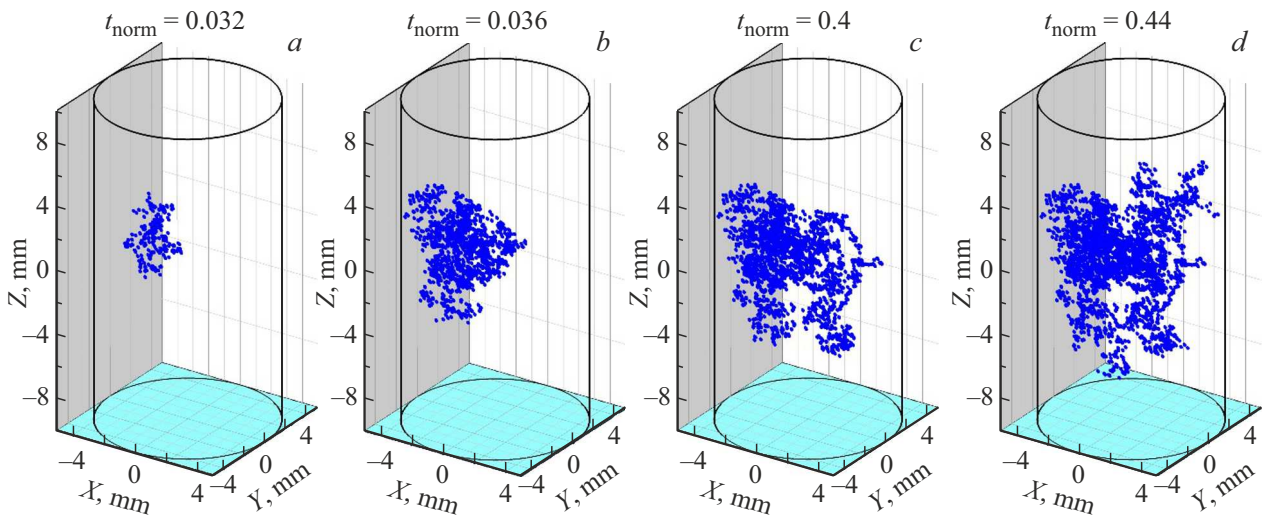 t_norm = 0.032
a
Z, mm
8
4
0
–4
–8
–4
0
4
X, mm
–4
0
4
Y, mm
t_norm = 0.036
b
Z, mm
8
4
0
–4
–8
–4
0
4
X, mm
–4
0
4
Y, mm
t_norm = 0.4
c
Z, mm
8
4
0
–4
–8
–4
0
4
X, mm
–4
0
4
Y, mm
t_norm = 0.44
d
Z, mm
8
4
0
–4
–8
–4
0
4
X, mm
–4
0
4
Y, mm